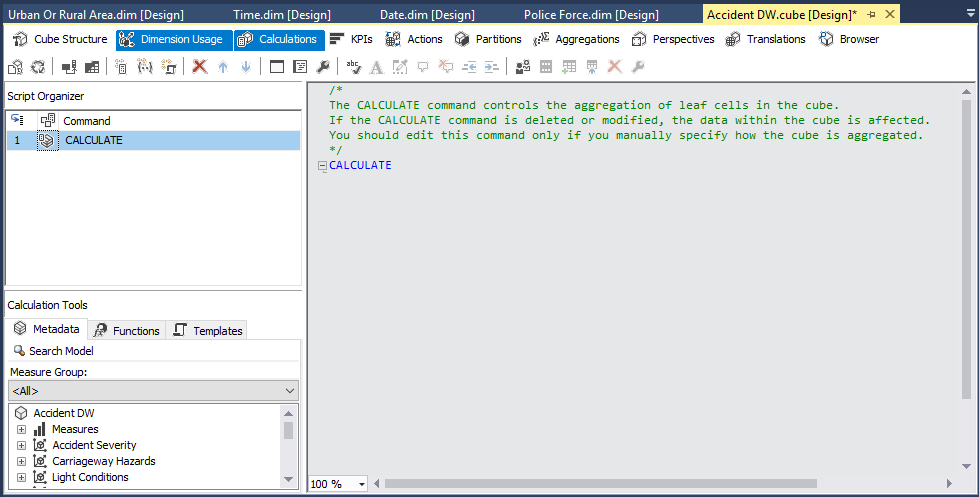 Urban Or Rural Area.dim [Design] Time.dim [Design] Date.dim [Design] Police Force.dim [Design] Accident DW.cube [Design]*
Cube Structure Dimension Usage Calculations KPIs Actions Partitions Aggregations Perspectives Translations Browser
abc
Script Organizer
Command
1 CALCULATE
/*
The CALCULATE command controls the aggregation of leaf cells in the cube.
If the CALCULATE command is deleted or modified, the data within the cube is affected.
You should edit this command only if you manually specify how the cube is aggregated.
*/
CALCULATE
Calculation Tools
Metadata Functions Templates
Search Model
Measure Group:
<All>
Accident DW
Measures
Accident Severity
Carriageway Hazards
Light Conditions
100 %